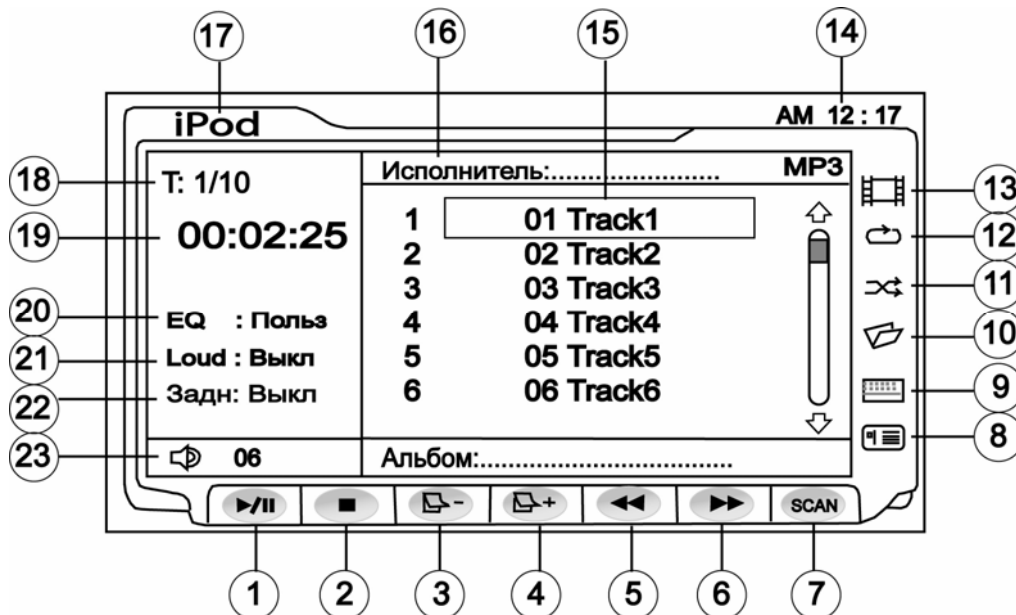 17 16 15 14
iPod
AM 12 : 17
18 T: 1/10
Исполнитель:.......................
MP3
13
19 00:02:25
1 01 Track1
12
2 02 Track2
3 03 Track3
11
20 EQ : Польз
4 04 Track4
10
21 Loud : Выкл
5 05 Track5
22 Задн: Выкл
6 06 Track6
9
23 06
Альбом:..................................
8
▶/II ■ - + ◀◀ ▶▶ SCAN
1 2 3 4 5 6 7